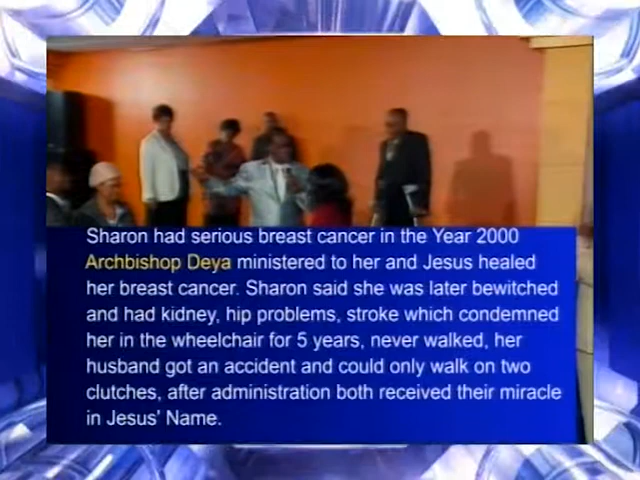 Sharon had serious breast cancer in the Year 2000
Archbishop Deya ministered to her and Jesus healed
her breast cancer. Sharon said she was later bewitched
and had kidney, hip problems, stroke which condemned
her in the wheelchair for 5 years, never walked, her
husband got an accident and could only walk on two
clutches, after administration both received their miracle
in Jesus' Name.